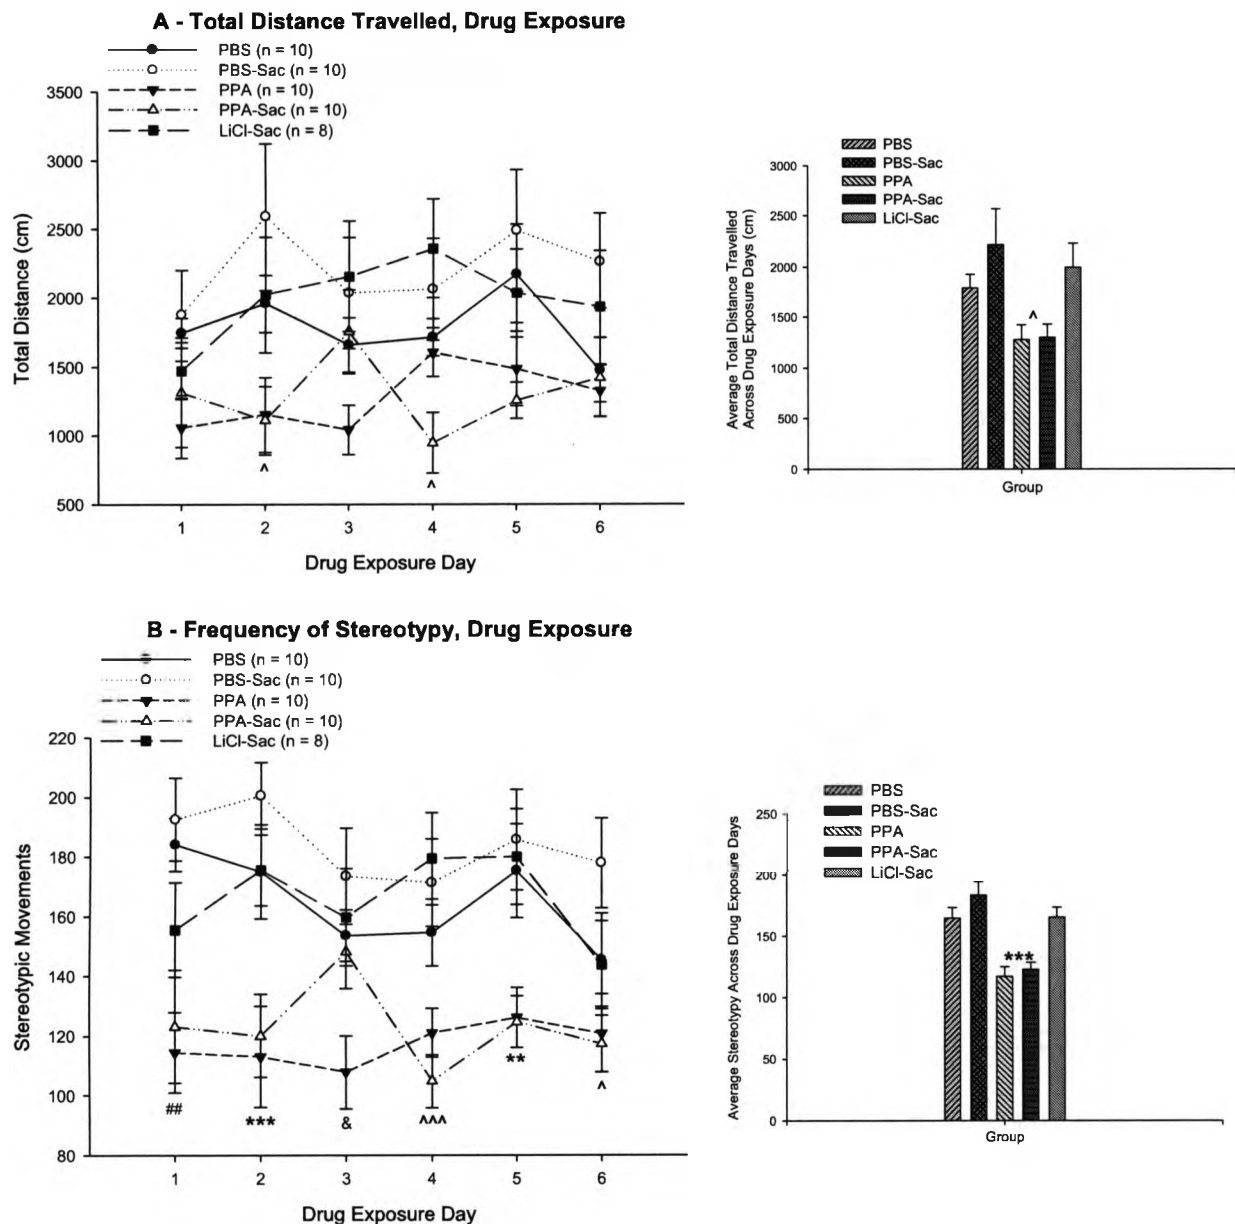 A - Total Distance Travelled, Drug Exposure
PBS (n = 10)
PBS-Sac (n = 10)
PPA (n = 10)
PPA-Sac (n = 10)
LiCl-Sac (n = 8)
Total Distance (cm)
3500
3000
2500
2000
1500
1000
500
^
^
1 2 3 4 5 6
Drug Exposure Day
PBS
PBS-Sac
PPA
PPA-Sac
LiCl-Sac
Average Total Distance Travelled
Across Drug Exposure Days (cm)
3000
2500
2000
1500
1000
500
0
^
Group
B - Frequency of Stereotypy, Drug Exposure
PBS (n = 10)
PBS-Sac (n = 10)
PPA (n = 10)
PPA-Sac (n = 10)
LiCl-Sac (n = 8)
Stereotypic Movements
220
200
180
160
140
120
100
80
## *** & ^^^ ** ^
1 2 3 4 5 6
Drug Exposure Day
PBS
PBS-Sac
PPA
PPA-Sac
LiCl-Sac
Average Stereotypy Across Drug Exposure Days
250
200
150
100
50
0
***
Group